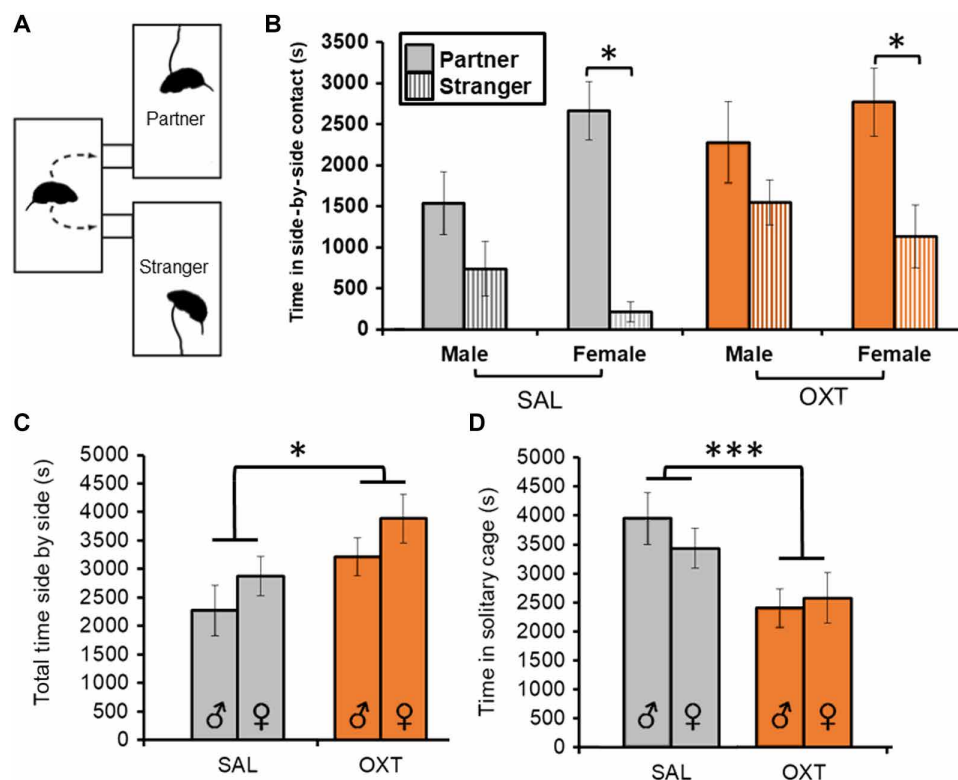 A
Partner
Stranger
B
Time in side-by-side contact (s)
3500
3000
2500
2000
1500
1000
500
0
Partner
Stranger
*
*
Male Female Male Female
SAL OXT
C
Total time side by side (s)
5000
4500
4000
3500
3000
2500
2000
1500
1000
500
0
*
♂ ♀ ♂ ♀
SAL OXT
D
Time in solitary cage (s)
5000
4500
4000
3500
3000
2500
2000
1500
1000
500
0
***
♂ ♀ ♂ ♀
SAL OXT